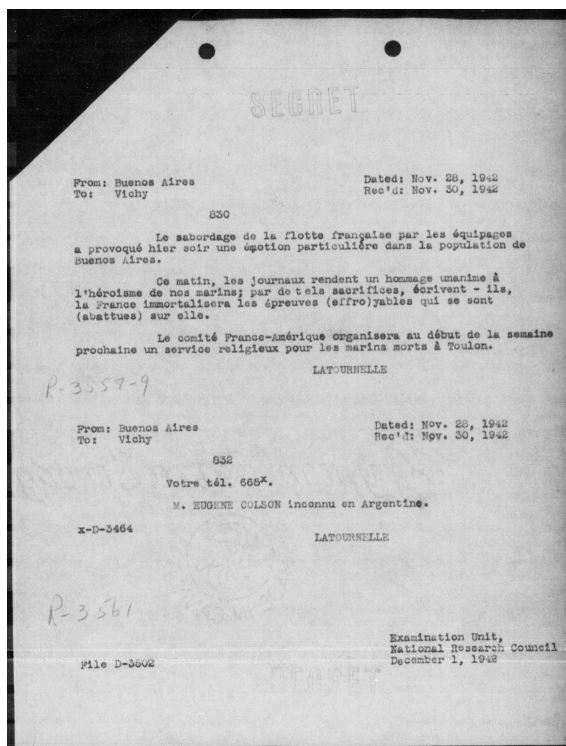 SECRET
From: Buenos Aires
To: Vichy
Dated: Nov. 28, 1942
Rec'd: Nov. 30, 1942
830
Le sabordage de la flotte française par les équipages
a provoqué hier soir une émotion particulière dans la population de
Buenos Aires.
Ce matin, les journaux rendent un hommage unanime à
l'héroisme de nos marins; par de tels sacrifices, écrivent - ils,
la France immortalisera les épreuves (effro)yables qui se sont
(abattues) sur elle.
Le comité France-Amérique organisera au début de la semaine
prochaine un service religieux pour les marins morts à Toulon.
LATOURNELLE
R-3557-9
From: Buenos Aires
To: Vichy
Dated: Nov. 28, 1942
Rec'd: Nov. 30, 1942
832
Votre tél. 665x.
M. EUGENE COLSON inconnu en Argentine.
x-D-3464
LATOURNELLE
R-3561
Examination Unit,
National Research Council
December 1, 1942
File D-3502
SECRET